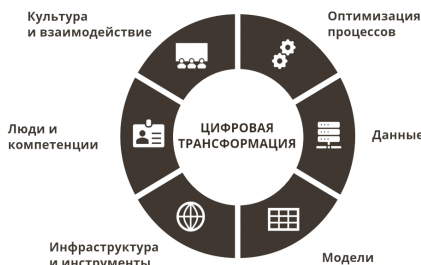 Культура
и взаимодействие
Оптимизация
процессов
Люди и
компетенции
ЦИФРОВАЯ
ТРАНСФОРМАЦИЯ
Данные
Инфраструктура
и инструменты
Модели